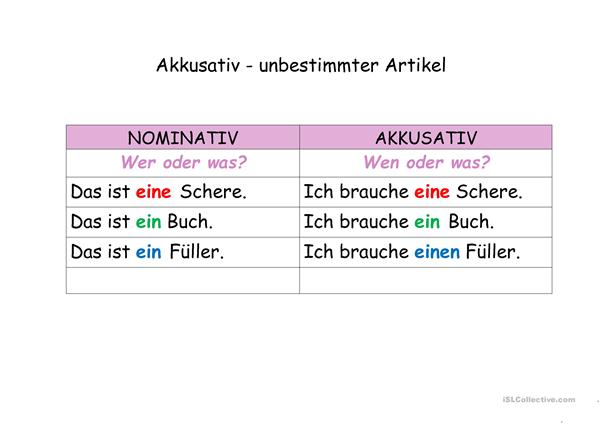 Akkusativ - unbestimmter Artikel
NOMINATIV AKKUSATIV
Wer oder was? Wen oder was?
Das ist eine Schere. Ich brauche eine Schere.
Das ist ein Buch. Ich brauche ein Buch.
Das ist ein Füller. Ich brauche einen Füller.
iSLCollective.com